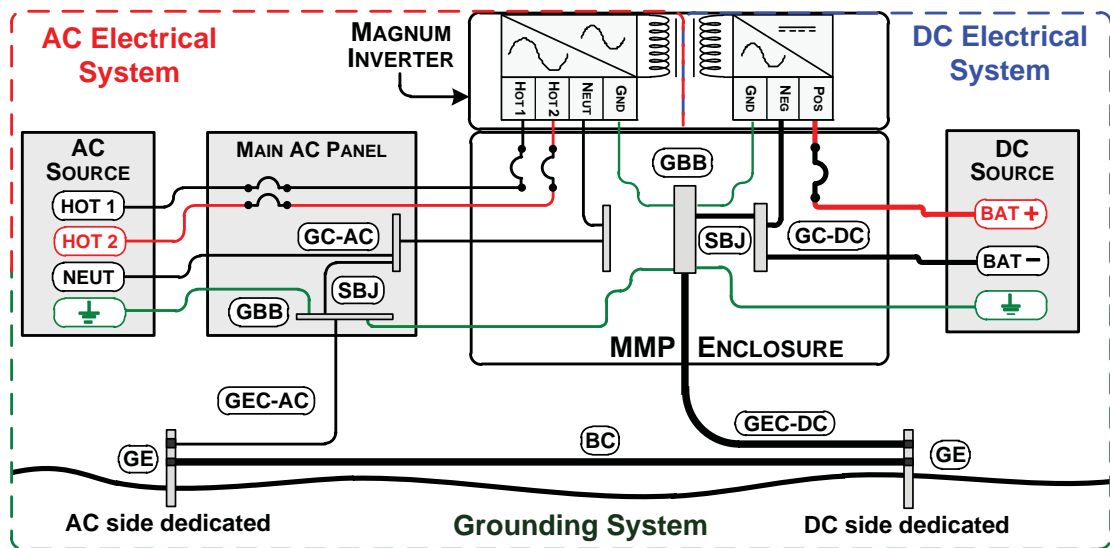 AC Electrical
System
MAGNUM
INVERTER
DC Electrical
System
HOT 1
HOT 2
NEUT
GND
GND
NEG
POS
AC
SOURCE
HOT 1
HOT 2
NEUT
MAIN AC PANEL
GC-AC
SBJ
GBB
GBB
SBJ
GC-DC
DC
SOURCE
BAT +
BAT –
MMP ENCLOSURE
GEC-AC
GEC-DC
BC
GE
GE
AC side dedicated
Grounding System
DC side dedicated